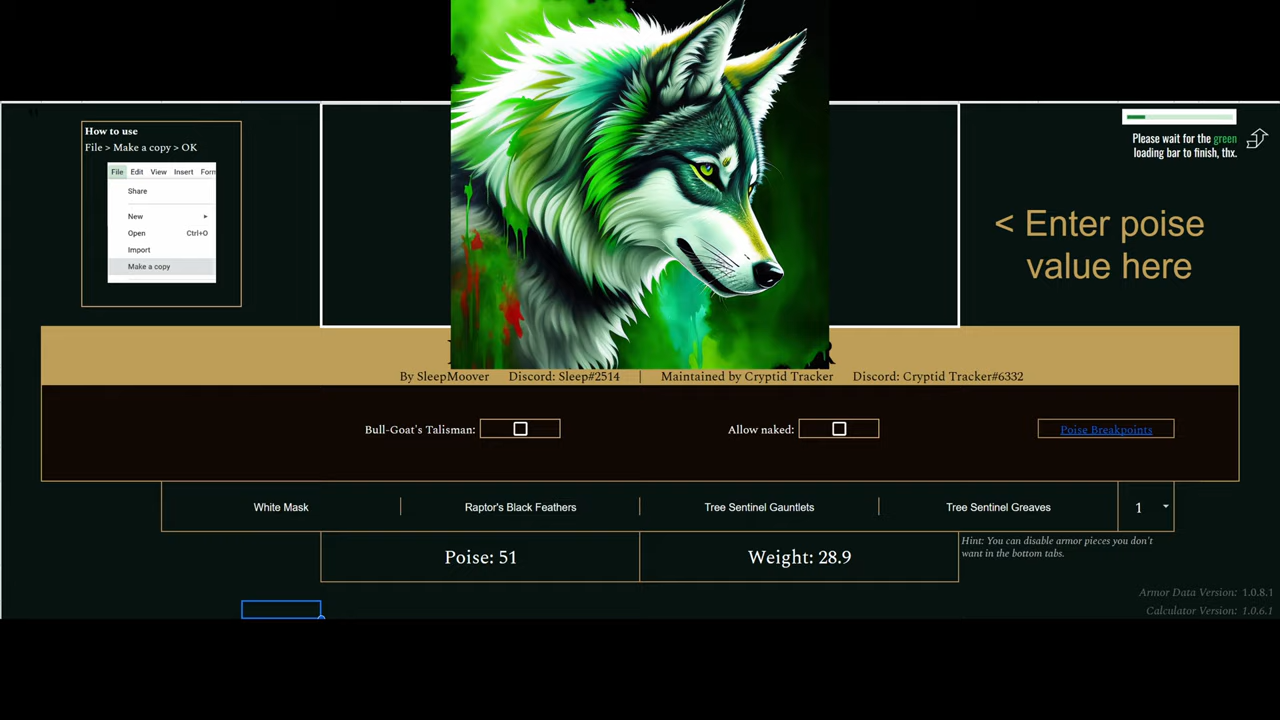 How to use
File > Make a copy > OK
File Edit View Insert Form
Share
New
Open Ctrl+O
Import
Make a copy
Please wait for the green
loading bar to finish, thx.
< Enter poise
value here
By SleepMoover Discord: Sleep#2514 | Maintained by Cryptid Tracker Discord: Cryptid Tracker#6332
Bull-Goat's Talisman:
Allow naked:
Poise Breakpoints
White Mask
Raptor's Black Feathers
Tree Sentinel Gauntlets
Tree Sentinel Greaves
1
Poise: 51
Weight: 28.9
Hint: You can disable armor pieces you don't
want in the bottom tabs.
Armor Data Version: 1.0.8.1
Calculator Version: 1.0.6.1